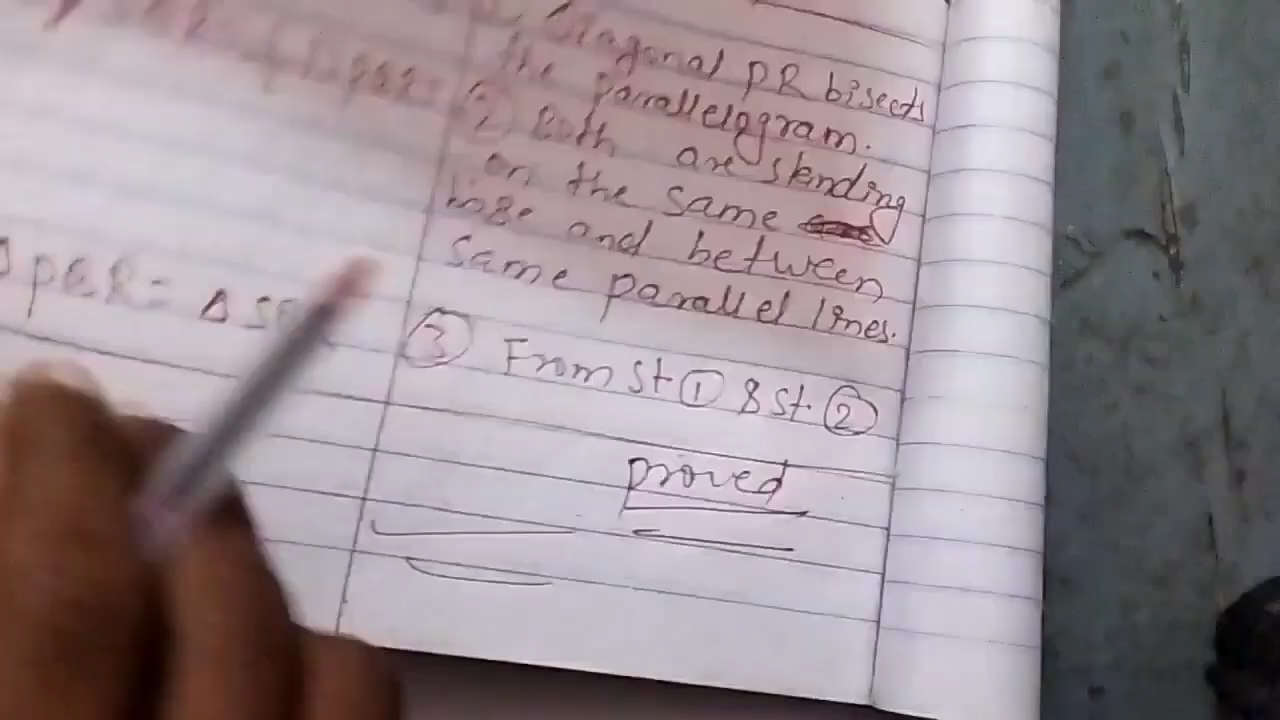 Diagonal PR bisects
the parallelogram.
② Both are standing
on the same
base and between
same parallel lines.
PQR = Δ
③ From st ① & st ②
proved